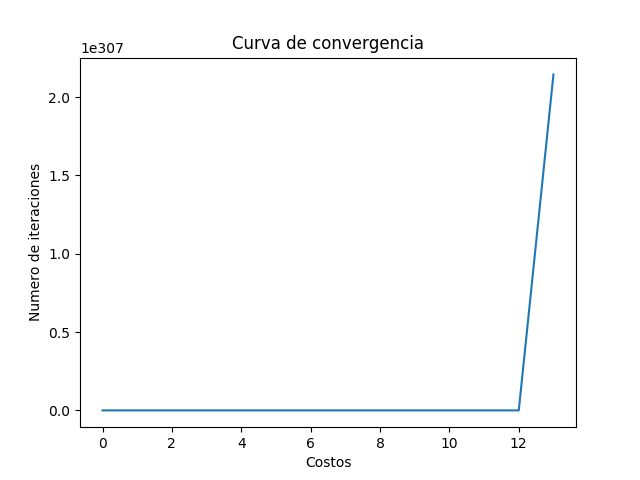 Curva de convergencia
1e307
2.0
1.5
1.0
0.5
0.0
Numero de iteraciones
0 2 4 6 8 10 12
Costos